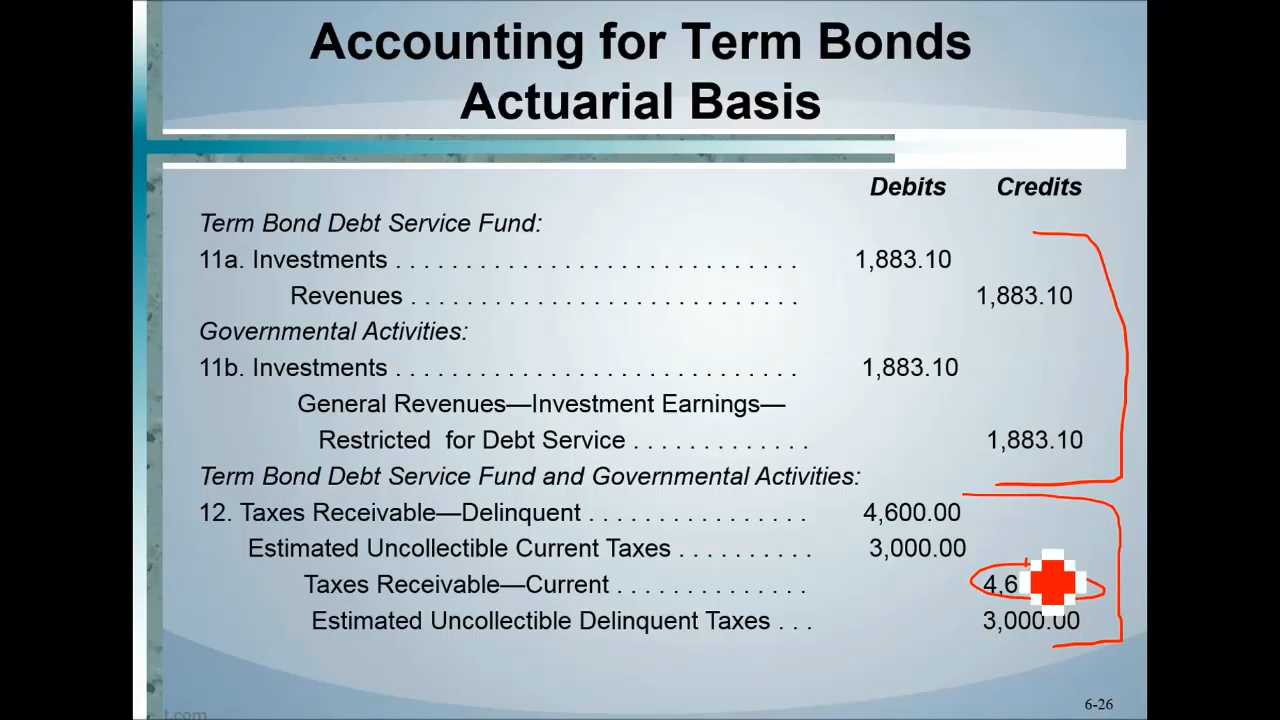 Accounting for Term Bonds
Actuarial Basis
Debits Credits
Term Bond Debt Service Fund:
11a. Investments . . . . . . . . . . . . . . . . . . . . . . . . . . . . . 1,883.10
Revenues . . . . . . . . . . . . . . . . . . . . . . . . . . . . 1,883.10
Governmental Activities:
11b. Investments . . . . . . . . . . . . . . . . . . . . . . . . . . . . . 1,883.10
General Revenues—Investment Earnings—
Restricted for Debt Service . . . . . . . . . . . . . 1,883.10
Term Bond Debt Service Fund and Governmental Activities:
12. Taxes Receivable—Delinquent . . . . . . . . . . . . . . . . 4,600.00
Estimated Uncollectible Current Taxes . . . . . . . . . . 3,000.00
Taxes Receivable—Current . . . . . . . . . . . . . . 4,6
Estimated Uncollectible Delinquent Taxes . . . 3,000.00
6-26
t.com